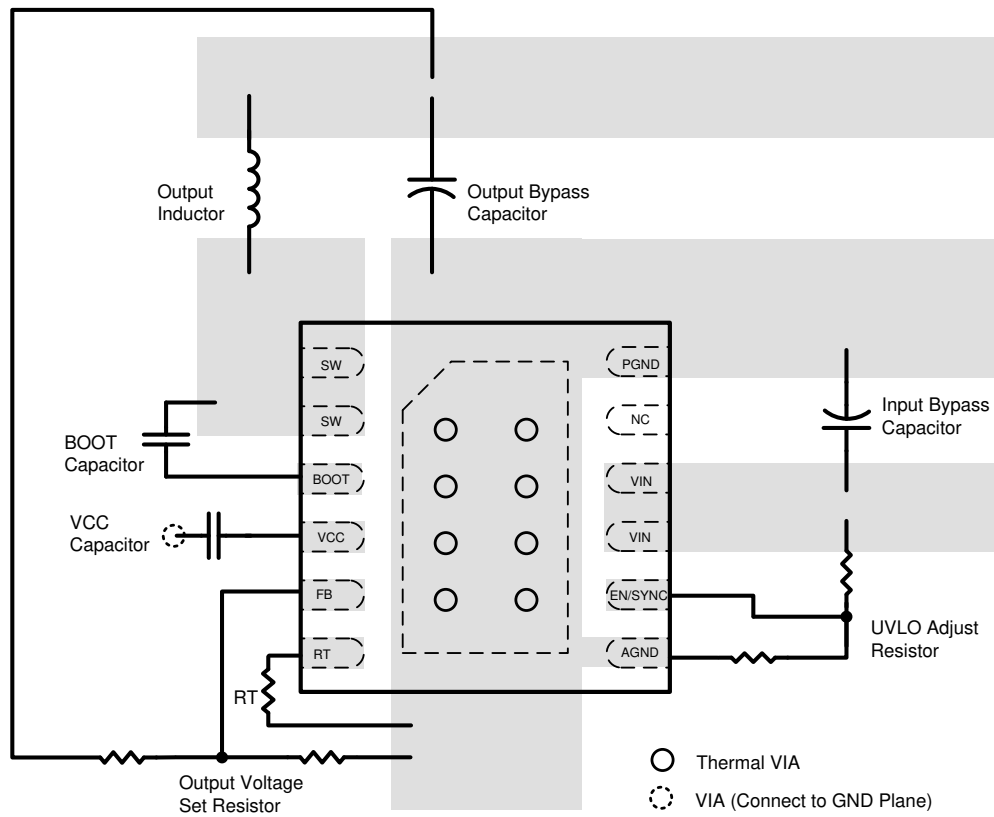 Output
Inductor
Output Bypass
Capacitor
SW
PGND
SW
NC
Input Bypass
Capacitor
BOOT
Capacitor
BOOT
VIN
VCC
Capacitor
VCC
VIN
FB
EN/SYNC
UVLO Adjust
Resistor
RT
AGND
RT
Output Voltage
Set Resistor
Thermal VIA
VIA (Connect to GND Plane)